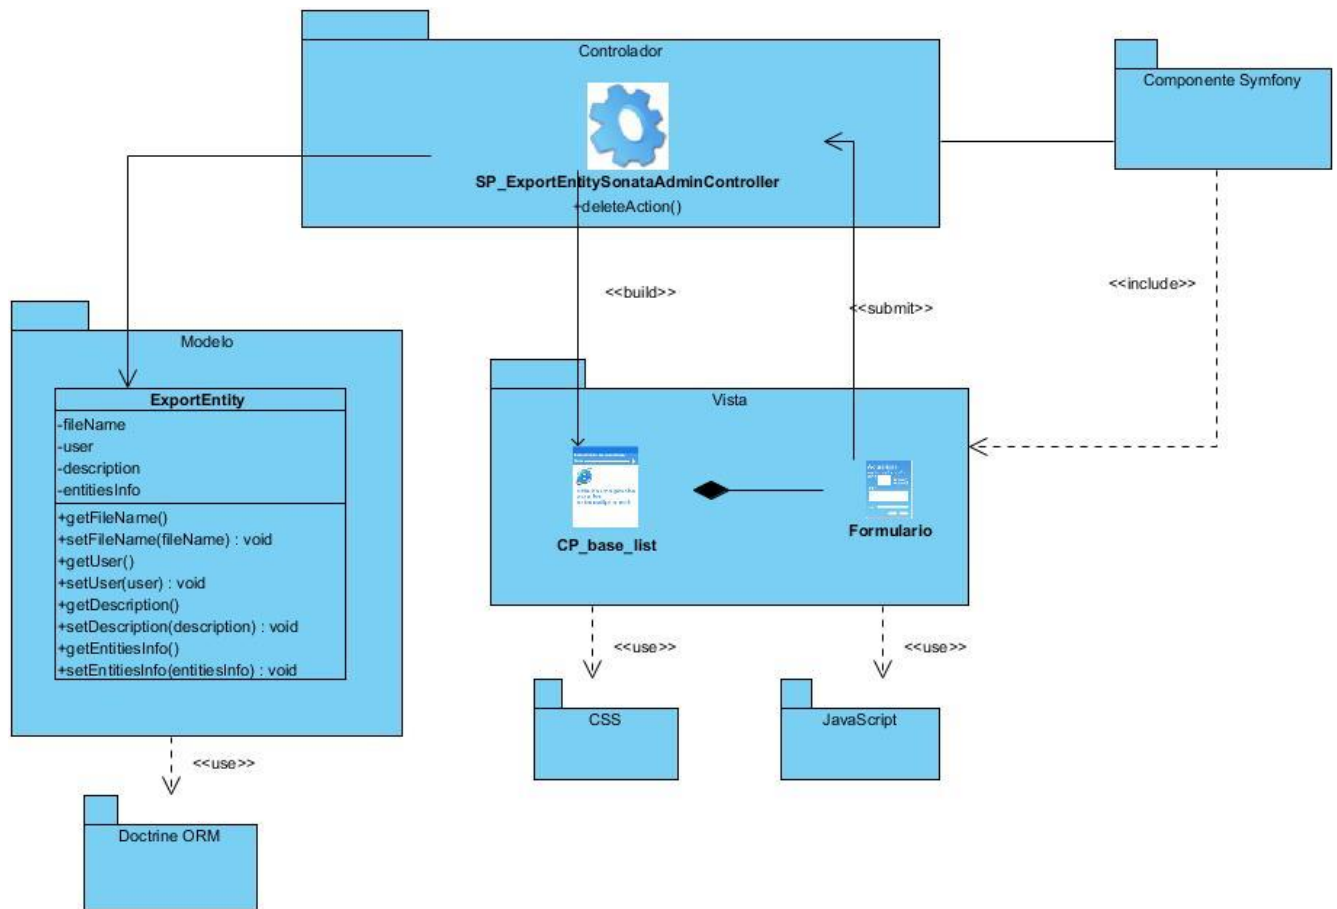 Controlador
SP_ExportEntitySonataAdminController
+deleteAction()
Componente Symfony
<<build>>
<<submit>>
<<include>>
Modelo
ExportEntity
-fileName
-user
-description
-entitiesInfo
+getFileName()
+setFileName(fileName) : void
+getUser()
+setUser(user) : void
+getDescription()
+setDescription(description) : void
+getEntitiesInfo()
+setEntitiesInfo(entitiesInfo) : void
Vista
CP_base_list
Formulario
<<use>>
<<use>>
CSS
JavaScript
<<use>>
Doctrine ORM